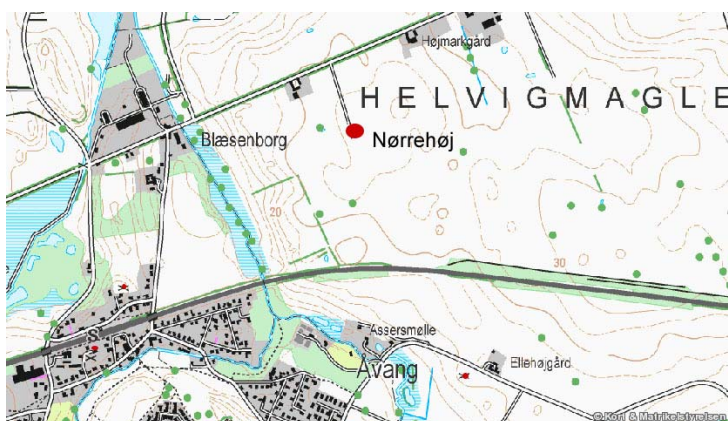 Højmarkgård
HELVIGMAGLE
Blæsenborg
Nørrehøj
20
30
Assersmølle
Avang
Ellehøjgård
© Kort & Matrikelstyrelsen